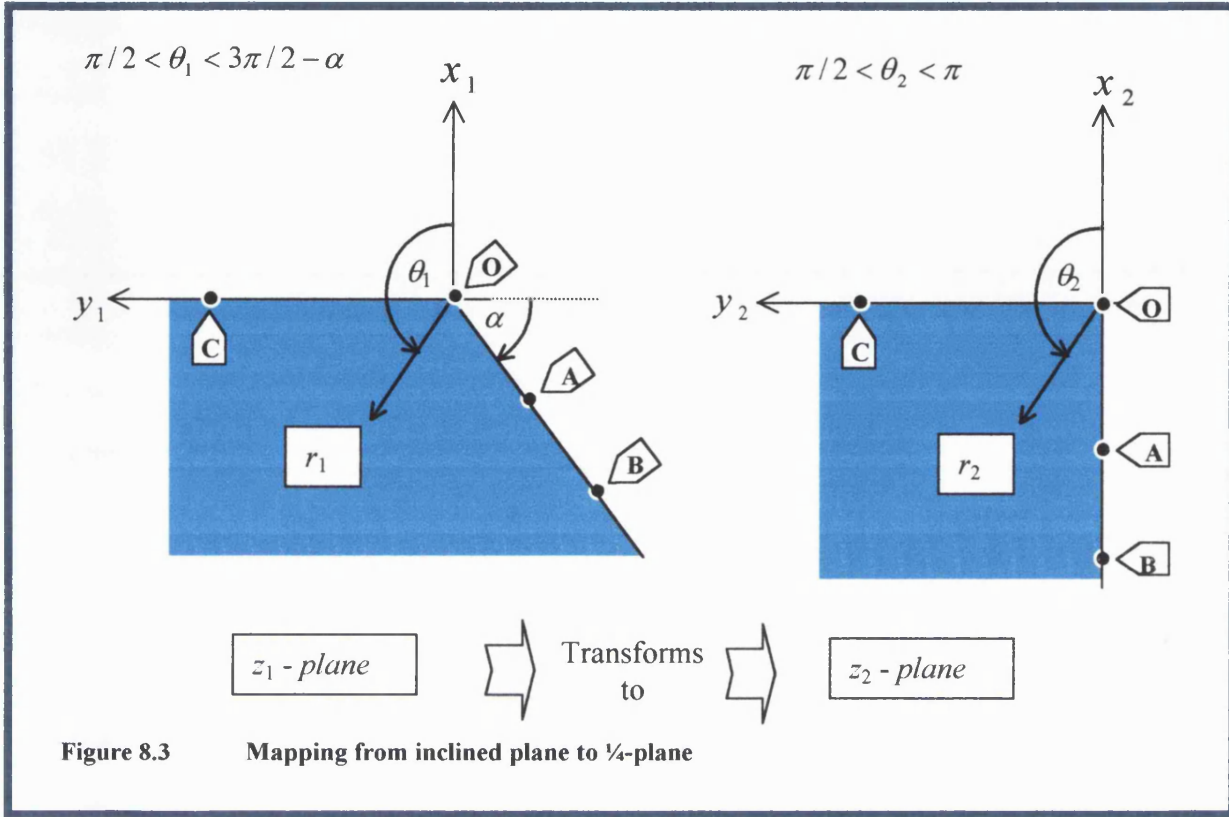 π/2 < θ₁ < 3π/2 − α
x₁
θ₁
O
y₁
α
C
A
r₁
B
π/2 < θ₂ < π
x₂
θ₂
y₂
O
C
A
r₂
B
z₁ - plane
Transforms
to
z₂ - plane
Figure 8.3 Mapping from inclined plane to ¼-plane